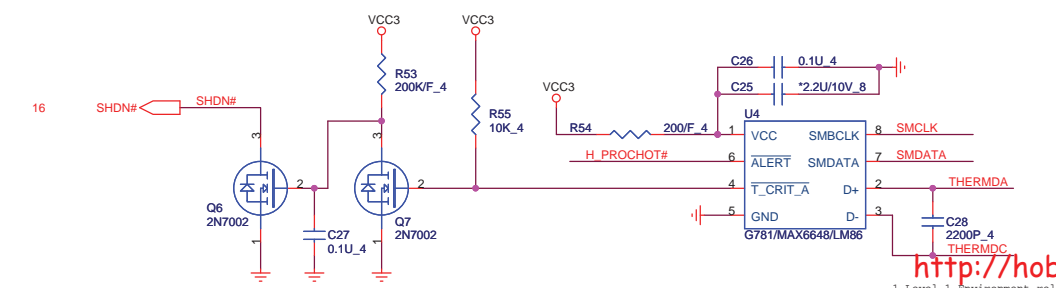 VCC3
VCC3
R53
200K/F_4
R55
10K_4
VCC3
C26 0.1U_4
C25 *2.2U/10V_8
U4
16 SHDN# SHDN#
R54 200/F_4
1 VCC SMBCLK 8 SMCLK
H_PROCHOT# 6 ALERT SMDATA 7 SMDATA
3 2 3 2 4 T_CRIT_A D+ 2 THERMDA
5 GND D- 3
G781/MAX6648/LM86
C28
2200P_4
THERMDC
Q6
2N7002
1
C27
0.1U_4
Q7
2N7002
1
http://hob